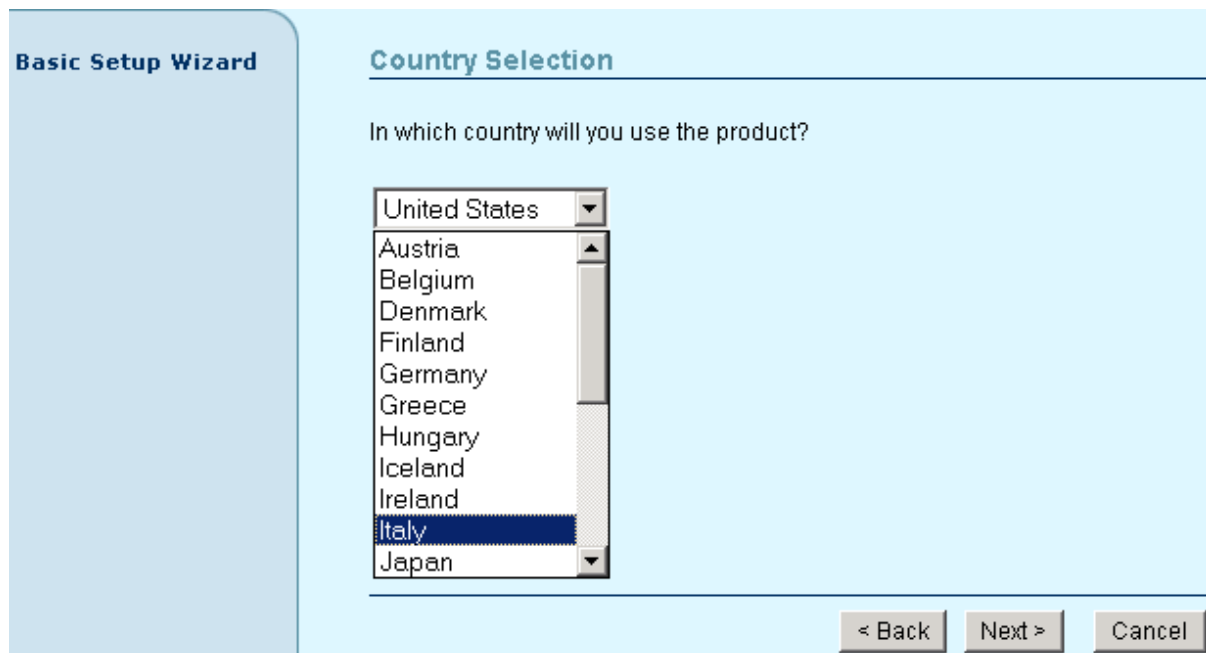 Basic Setup Wizard
Country Selection
In which country will you use the product?
United States
Austria
Belgium
Denmark
Finland
Germany
Greece
Hungary
Iceland
Ireland
Italy
Japan
< Back
Next >
Cancel